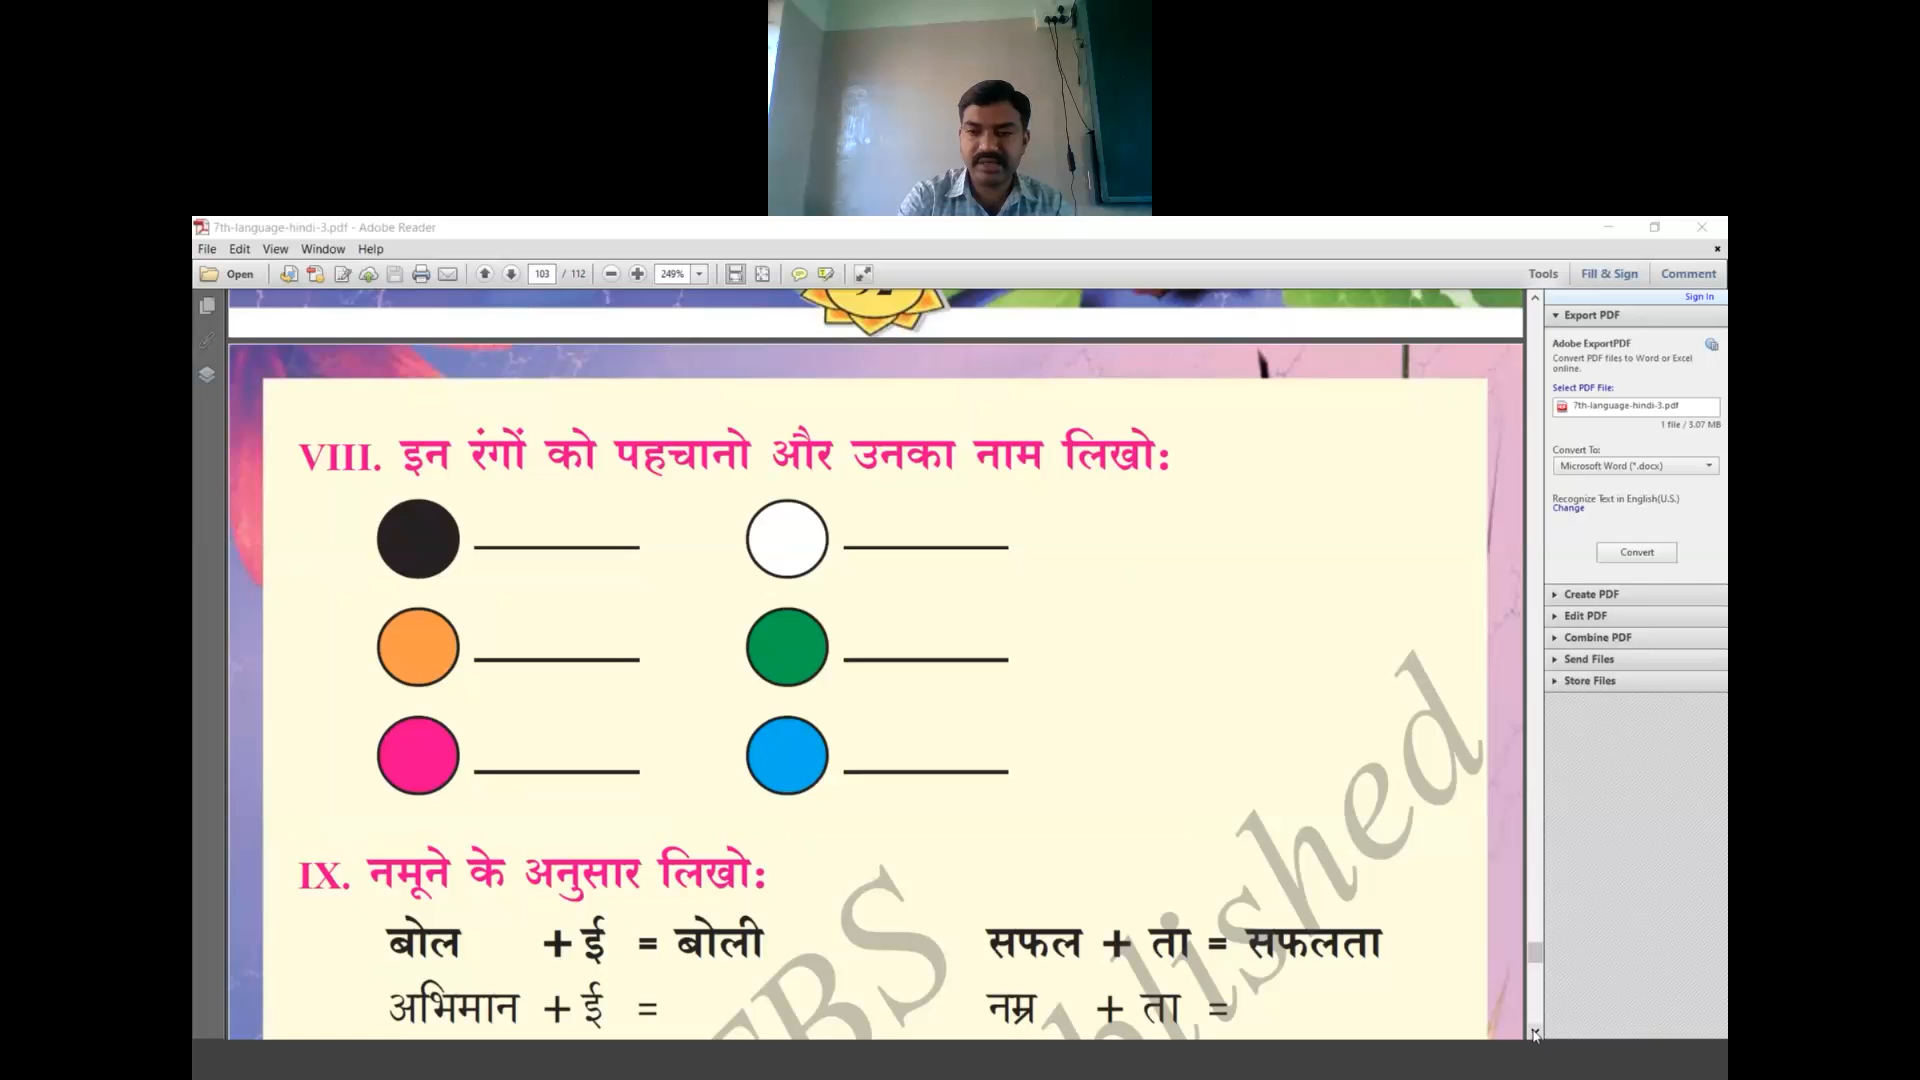 7th-language-hindi-3.pdf - Adobe Reader
File Edit View Window Help
Open 103 / 112 249% Tools Fill & Sign Comment
Sign In
Export PDF
Adobe ExportPDF
Convert PDF files to Word or Excel
online.
Select PDF File:
7th-language-hindi-3.pdf
1 file / 3.07 MB
Convert To:
Microsoft Word (*.docx)
Recognize Text in English(U.S.)
Change
Convert
Create PDF
Edit PDF
Combine PDF
Send Files
Store Files
VIII. इन रंगों को पहचानो और उनका नाम लिखो:
IX. नमूने के अनुसार लिखो:
बोल + ई = बोली सफल + ता = सफलता
अभिमान + ई = नम्र + ता =